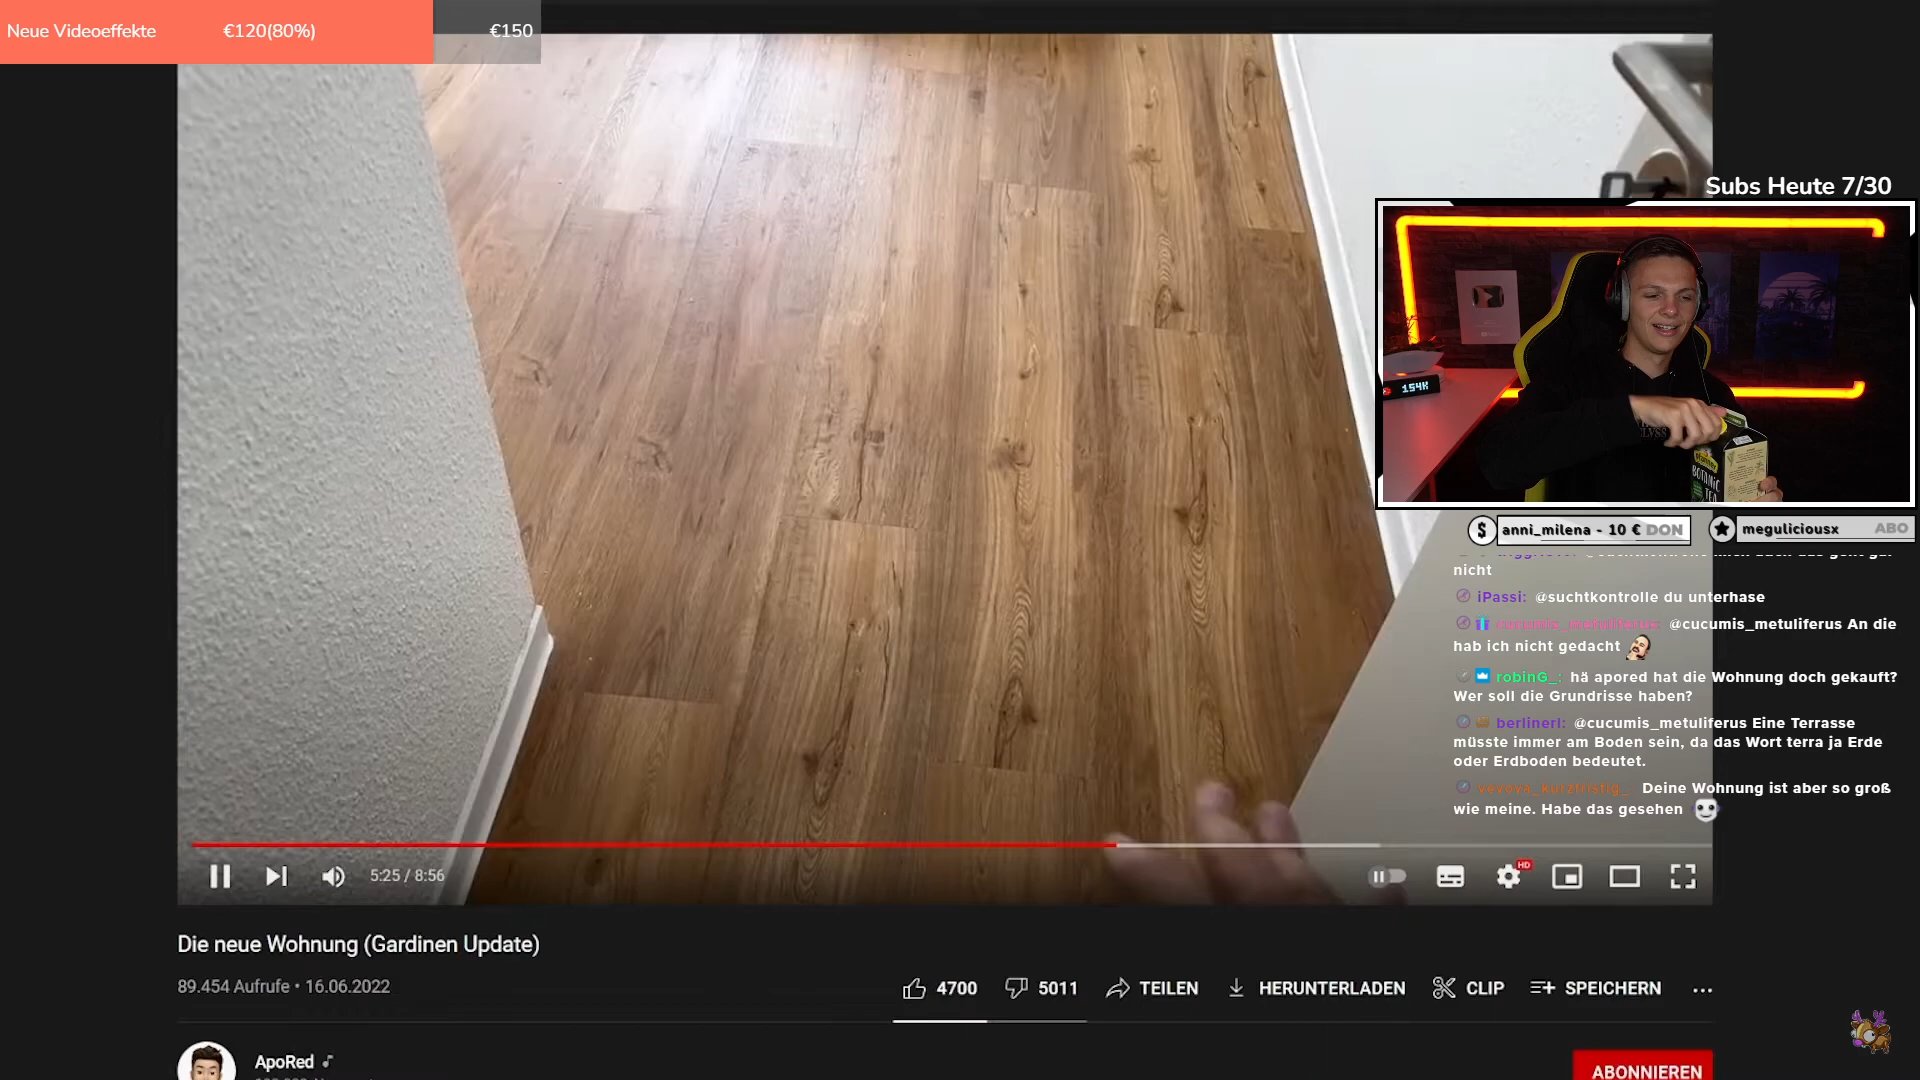 Neue Videoeffekte €120(80%) €150
Subs Heute 7/30
154K
BOTANIC
TEA
anni_milena - 10 € DON
meguliciousx ABO
nicht
iPassi: @suchtkontrolle du unterhase
cucumis_metuliferus: @cucumis_metuliferus An die
hab ich nicht gedacht
robinG_: hä apored hat die Wohnung doch gekauft?
Wer soll die Grundrisse haben?
berlinerl: @cucumis_metuliferus Eine Terrasse
müsste immer am Boden sein, da das Wort terra ja Erde
oder Erdboden bedeutet.
Deine Wohnung ist aber so groß
wie meine. Habe das gesehen
5:25 / 8:56
HD
Die neue Wohnung (Gardinen Update)
89.454 Aufrufe • 16.06.2022
4700 5011 TEILEN HERUNTERLADEN CLIP SPEICHERN
ApoRed
ABONNIEREN